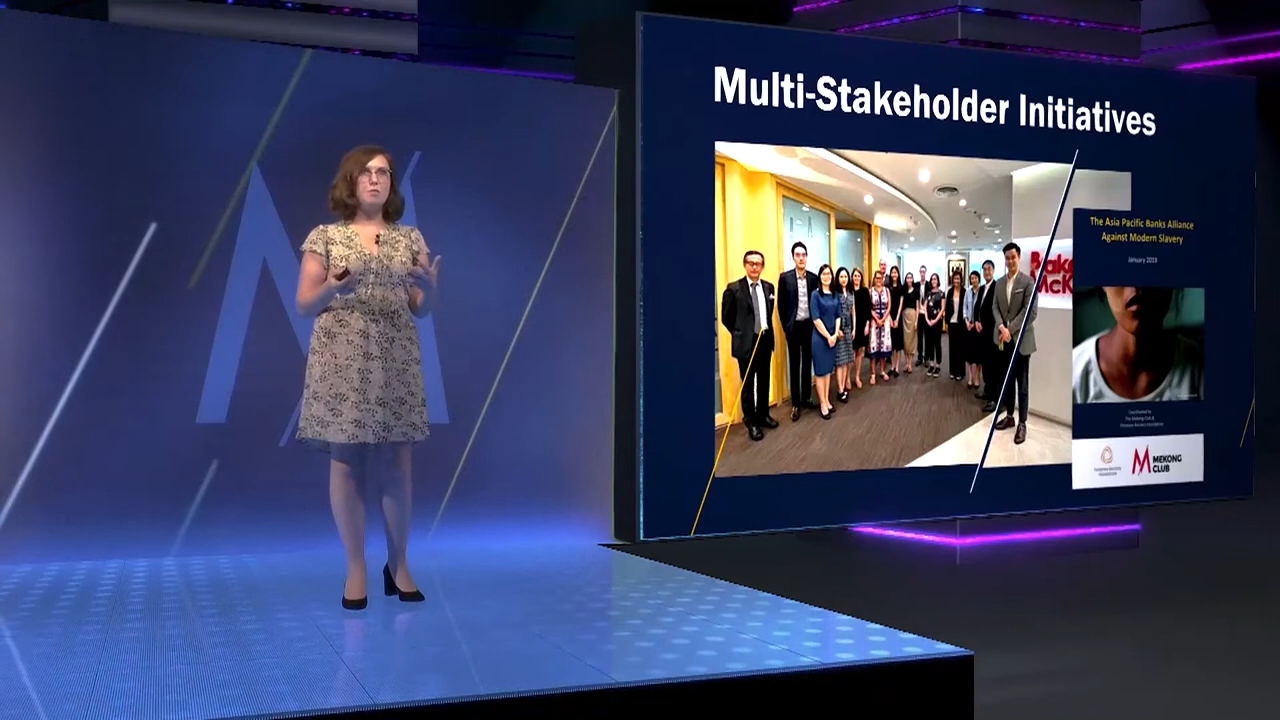 Multi-Stakeholder Initiatives
The Asia Pacific Banks Alliance
Against Modern Slavery
January 2019
MEKONG
CLUB